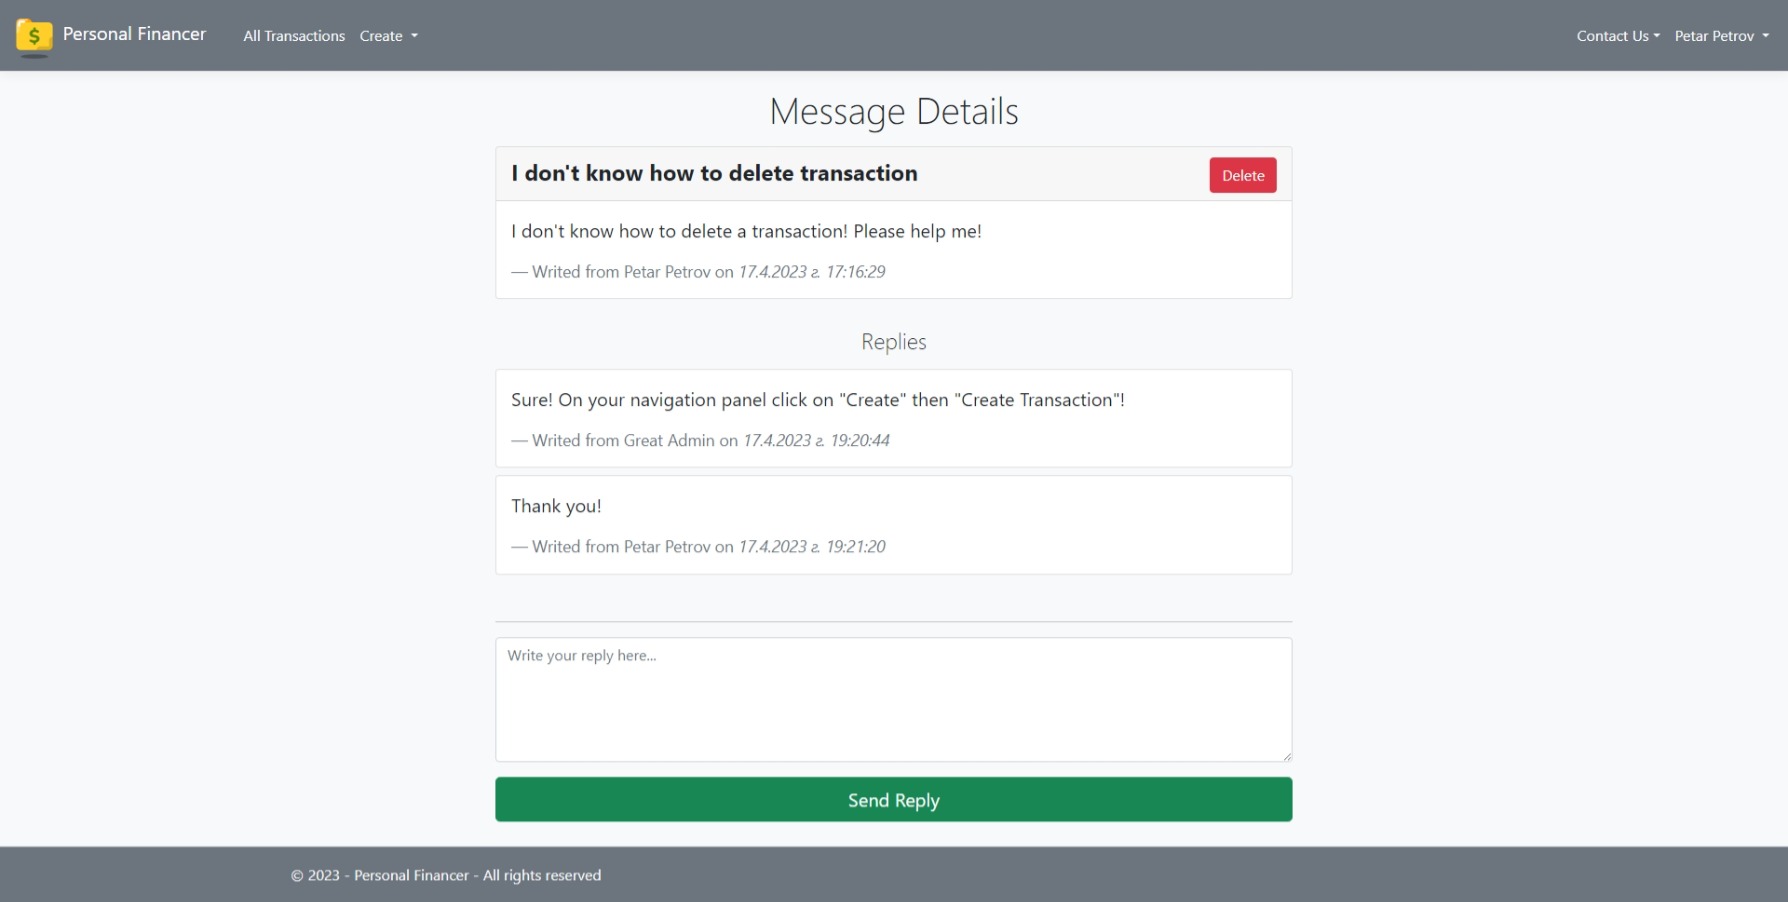 Personal Financer
All Transactions
Create
Contact Us
Petar Petrov
Message Details
I don't know how to delete transaction
Delete
I don't know how to delete a transaction! Please help me!
— Writed from Petar Petrov on 17.4.2023 г. 17:16:29
Replies
Sure! On your navigation panel click on "Create" then "Create Transaction"!
— Writed from Great Admin on 17.4.2023 г. 19:20:44
Thank you!
— Writed from Petar Petrov on 17.4.2023 г. 19:21:20
Write your reply here...
Send Reply
© 2023 - Personal Financer - All rights reserved